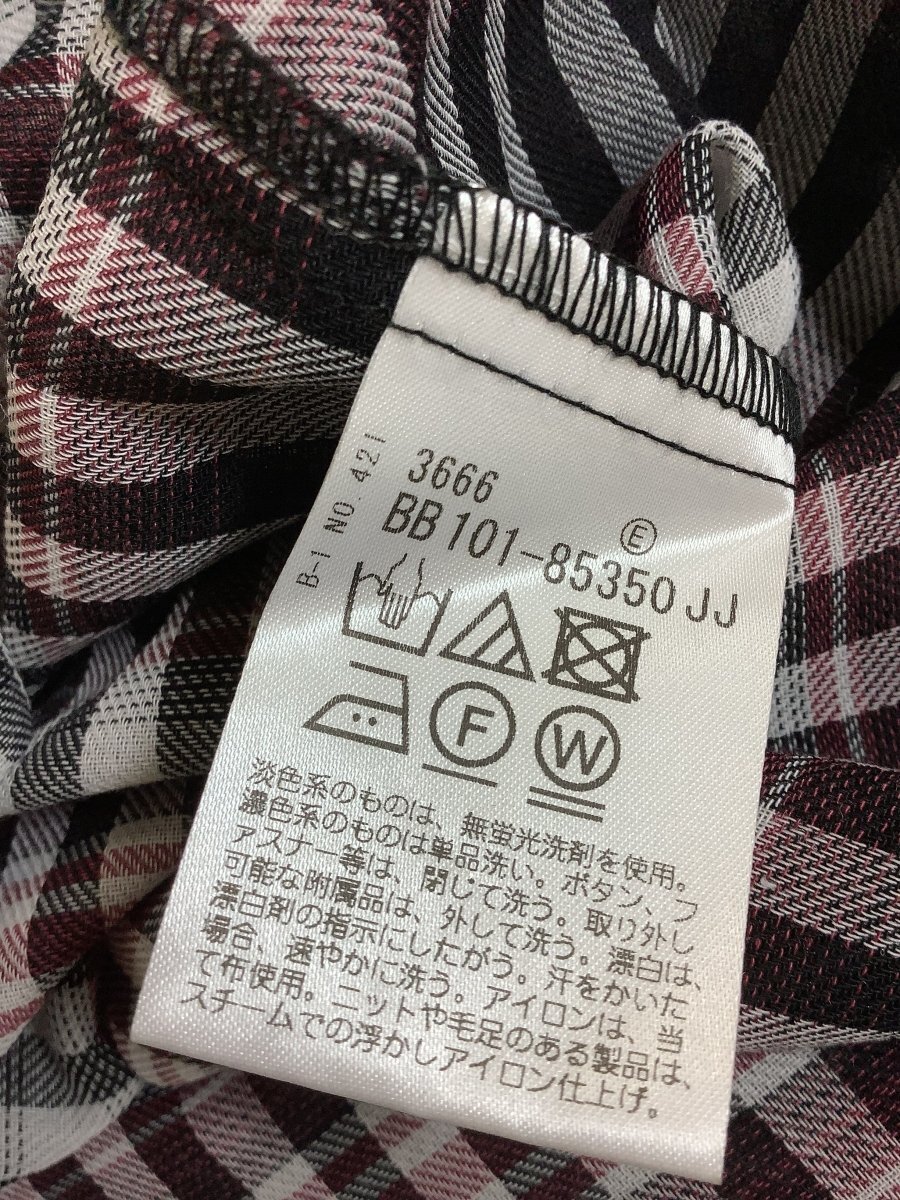 B-1 NO. 421
3666
BB 101-85350 JJ
E
F
W
淡色系のものは、無蛍光洗剤を使用。
濃色系のものは単品洗い。ボタン、フ
ァスナー等は、閉じて洗う。取り外し
可能な附属品は、外して洗う。漂白は、
漂白剤の指示にしたがう。汗をかいた
場合、速やかに洗う。アイロンは、当
て布使用。ニットや毛足のある製品は、
スチームでの浮かしアイロン仕上げ。